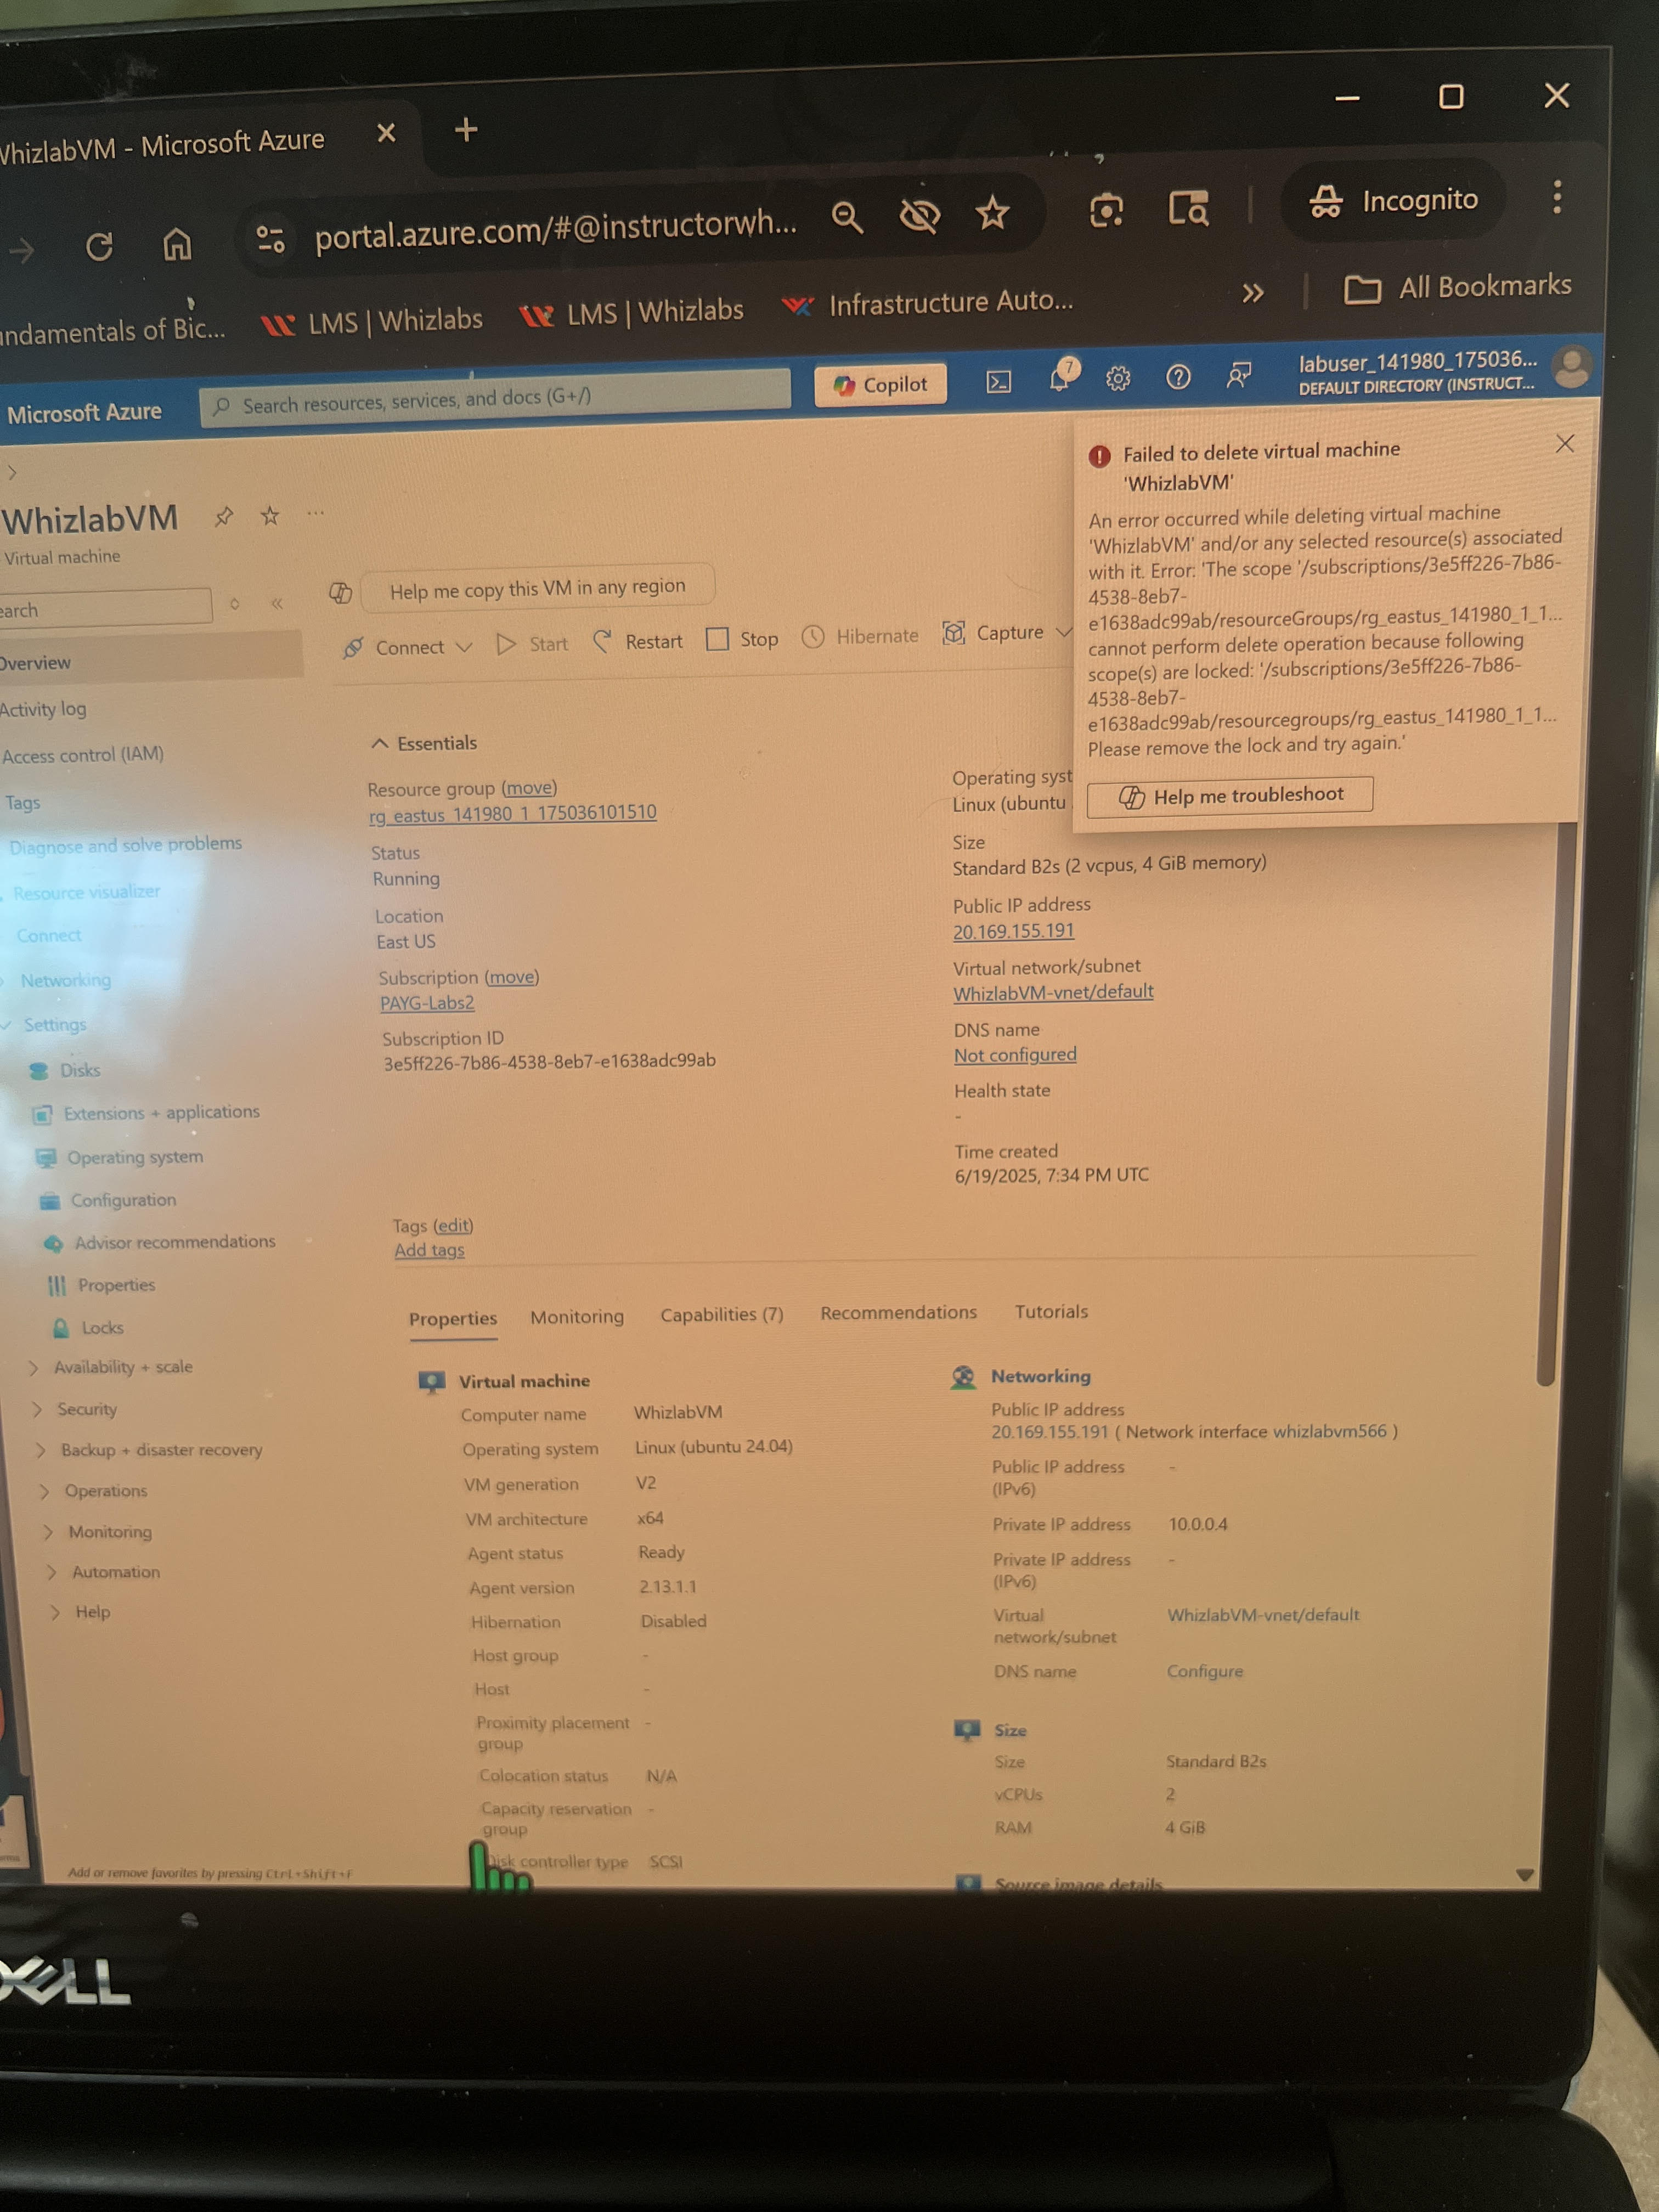 WhizlabVM - Microsoft Azure
portal.azure.com/#@instructorwh...
Incognito
undamentals of Bic...
LMS | Whizlabs
LMS | Whizlabs
Infrastructure Auto...
All Bookmarks
Microsoft Azure
Search resources, services, and docs (G+/)
Copilot
7
labuser_141980_175036...
DEFAULT DIRECTORY (INSTRUCT...
Failed to delete virtual machine
'WhizlabVM'
An error occurred while deleting virtual machine
'WhizlabVM' and/or any selected resource(s) associated
with it. Error: 'The scope '/subscriptions/3e5ff226-7b86-
4538-8eb7-
e1638adc99ab/resourceGroups/rg_eastus_141980_1_1...
cannot perform delete operation because following
scope(s) are locked: '/subscriptions/3e5ff226-7b86-
4538-8eb7-
e1638adc99ab/resourcegroups/rg_eastus_141980_1_1...
Please remove the lock and try again.'
Help me troubleshoot
WhizlabVM
Virtual machine
earch
Help me copy this VM in any region
Connect
Start
Restart
Stop
Hibernate
Capture
Overview
Activity log
Access control (IAM)
Tags
Diagnose and solve problems
Resource visualizer
Connect
Networking
Settings
Disks
Extensions + applications
Operating system
Configuration
Advisor recommendations
Properties
Locks
Availability + scale
Security
Backup + disaster recovery
Operations
Monitoring
Automation
Help
Add or remove favorites by pressing Ctrl+Shift+F
Essentials
Resource group (move)
rg_eastus_141980_1_175036101510
Status
Running
Location
East US
Subscription (move)
PAYG-Labs2
Subscription ID
3e5ff226-7b86-4538-8eb7-e1638adc99ab
Operating syst
Linux (ubuntu
Size
Standard B2s (2 vcpus, 4 GiB memory)
Public IP address
20.169.155.191
Virtual network/subnet
WhizlabVM-vnet/default
DNS name
Not configured
Health state
-
Time created
6/19/2025, 7:34 PM UTC
Tags (edit)
Add tags
Properties
Monitoring
Capabilities (7)
Recommendations
Tutorials
Virtual machine
Computer name WhizlabVM
Operating system Linux (ubuntu 24.04)
VM generation V2
VM architecture x64
Agent status Ready
Agent version 2.13.1.1
Hibernation Disabled
Host group -
Host -
Proximity placement -
group
Colocation status N/A
Capacity reservation -
group
Disk controller type SCSI
Networking
Public IP address
20.169.155.191 ( Network interface whizlabvm566 )
Public IP address -
(IPv6)
Private IP address 10.0.0.4
Private IP address -
(IPv6)
Virtual WhizlabVM-vnet/default
network/subnet
DNS name Configure
Size
Size Standard B2s
vCPUs 2
RAM 4 GiB
Source image details
DELL